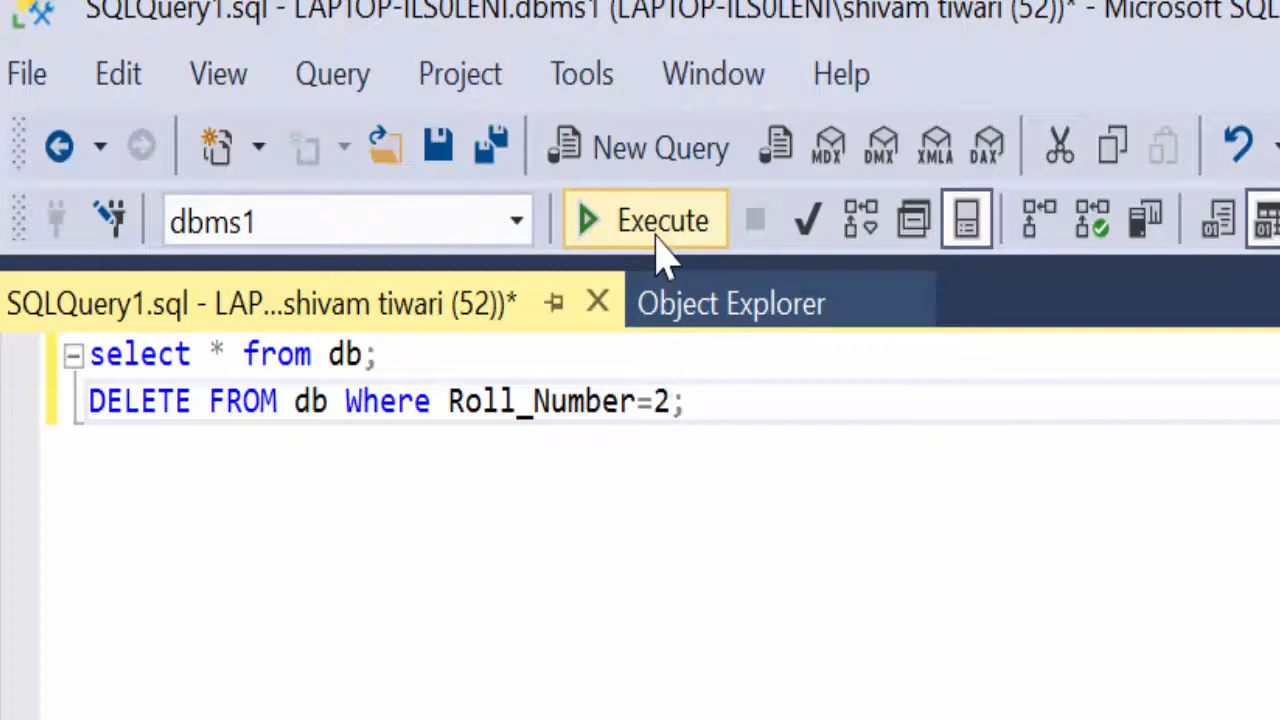 SQLQuery1.sql - LAPTOP-ILS0LENI.dbms1 (LAPTOP-ILS0LENI\shivam tiwari (52))* - Microsoft SQL
File Edit View Query Project Tools Window Help
New Query MDX DMX XMLA DAX
dbms1 Execute
SQLQuery1.sql - LAP...shivam tiwari (52))* Object Explorer
select * from db;
DELETE FROM db Where Roll_Number=2;